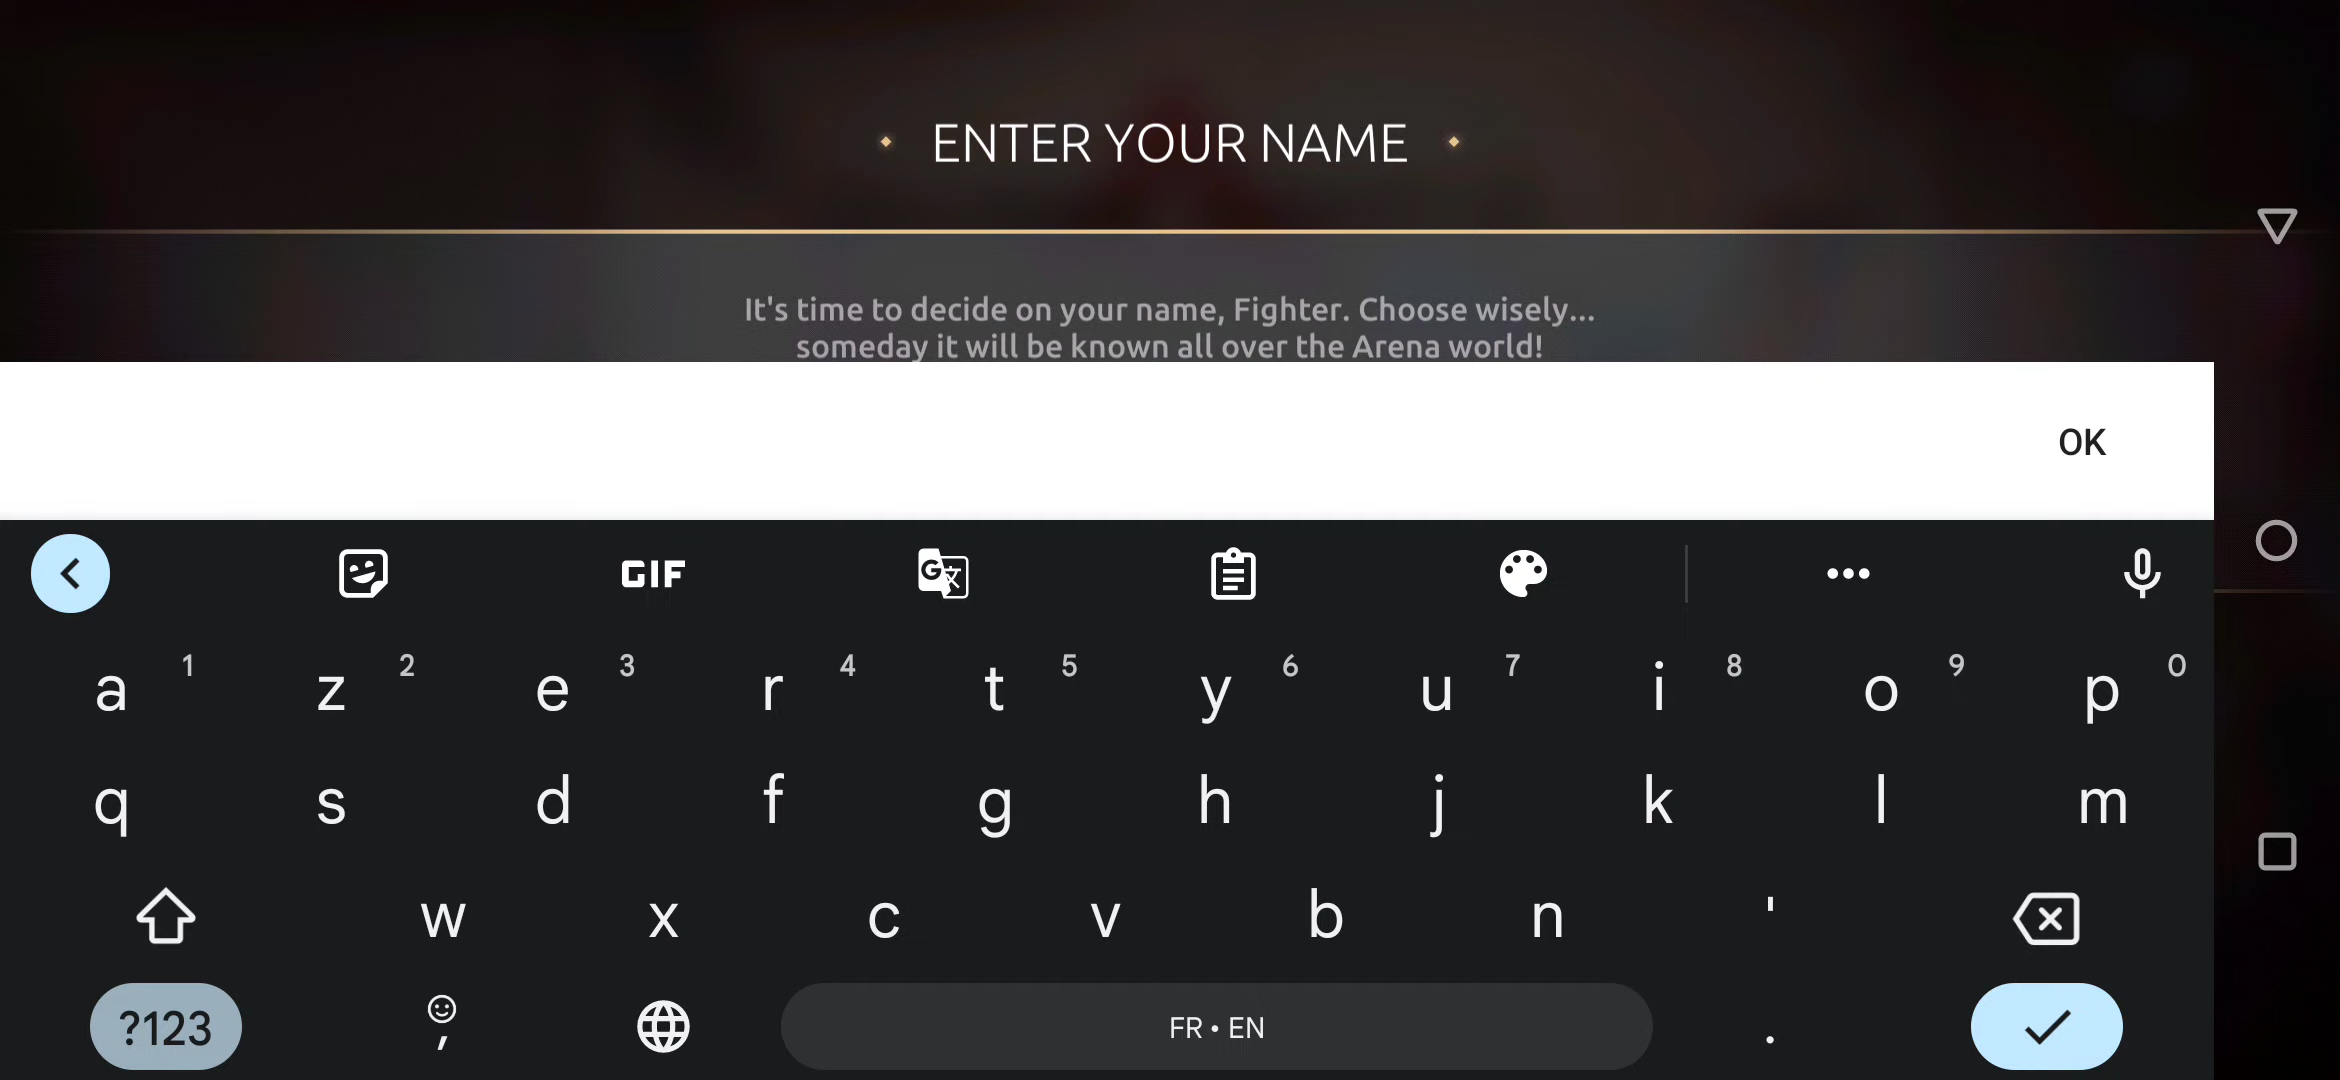 ENTER YOUR NAME
It's time to decide on your name, Fighter. Choose wisely...
someday it will be known all over the Arena world!
OK
GIF
G 文
a 1 z 2 e 3 r 4 t 5 y 6 u 7 i 8 o 9 p 0
q s d f g h j k l m
w x c v b n '
?123 , FR • EN .